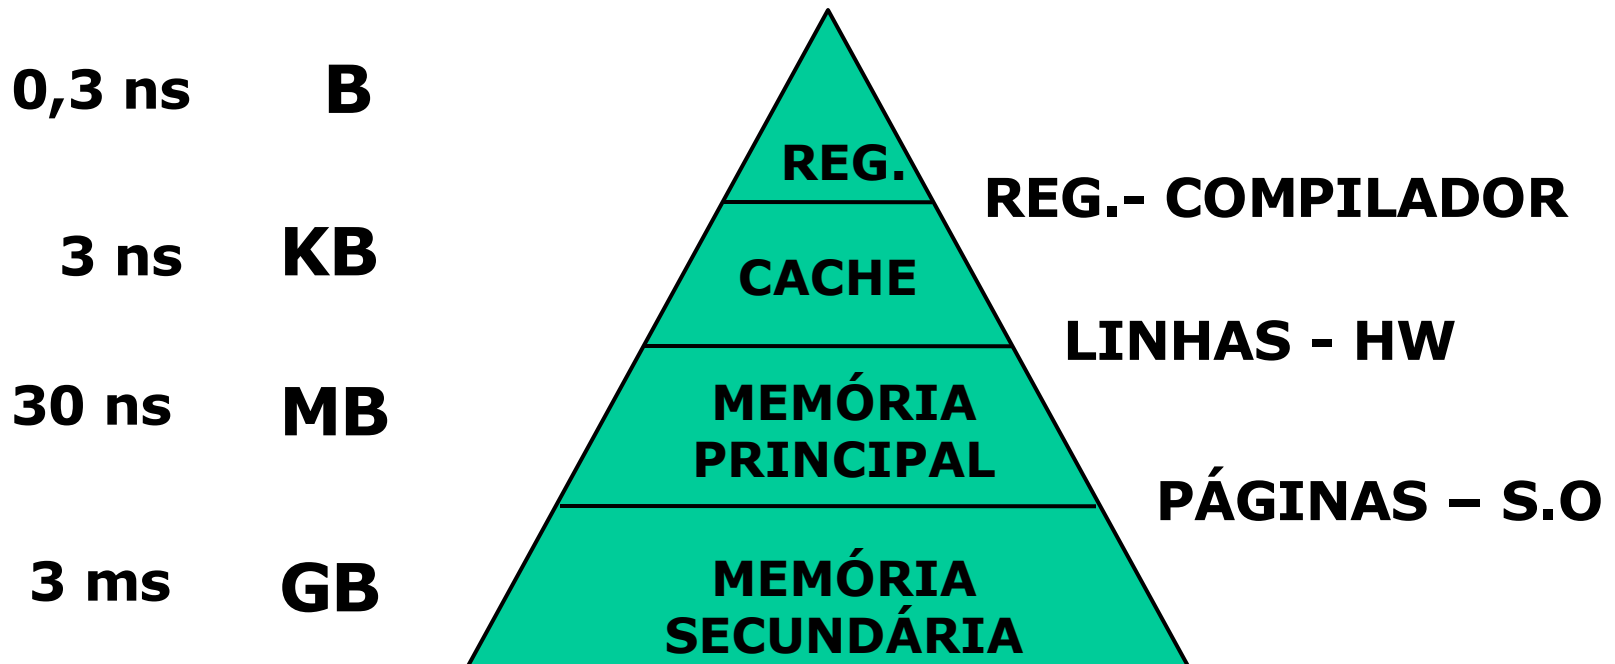 0,3 ns B
REG.
REG.- COMPILADOR
3 ns KB
CACHE
LINHAS - HW
30 ns MB
MEMÓRIA
PRINCIPAL
PÁGINAS – S.O
3 ms GB
MEMÓRIA
SECUNDÁRIA